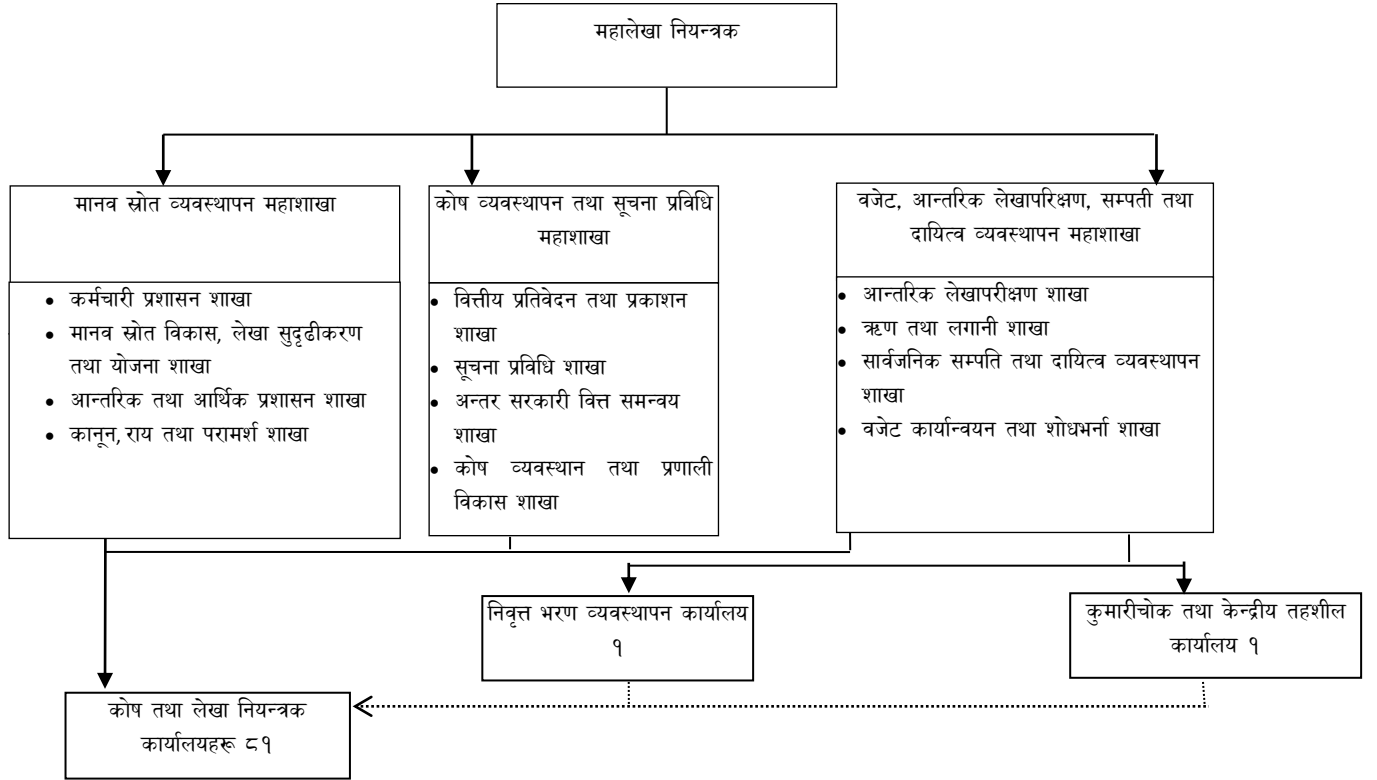 महालेखा नियन्त्रक
मानव स्रोत व्यवस्थापन महाशाखा
• कर्मचारी प्रशासन शाखा
• मानव स्रोत विकास, लेखा सुदृढीकरण
तथा योजना शाखा
• आन्तरिक तथा आर्थिक प्रशासन शाखा
• कानून, राय तथा परामर्श शाखा
कोष व्यवस्थापन तथा सूचना प्रविधि
महाशाखा
• वित्तीय प्रतिवेदन तथा प्रकाशन
शाखा
• सूचना प्रविधि शाखा
• अन्तर सरकारी वित्त समन्वय
शाखा
• कोष व्यवस्थान तथा प्रणाली
विकास शाखा
वजेट, आन्तरिक लेखापरिक्षण, सम्पती तथा
दायित्व व्यवस्थापन महाशाखा
• आन्तरिक लेखापरीक्षण शाखा
• ऋण तथा लगानी शाखा
• सार्वजनिक सम्पति तथा दायित्व व्यवस्थापन
शाखा
• वजेट कार्यान्वयन तथा शोधभर्ना शाखा
निवृत्त भरण व्यवस्थापन कार्यालय
१
कुमारीचोक तथा केन्द्रीय तहशील
कार्यालय १
कोष तथा लेखा नियन्त्रक
कार्यालयहरू ८१